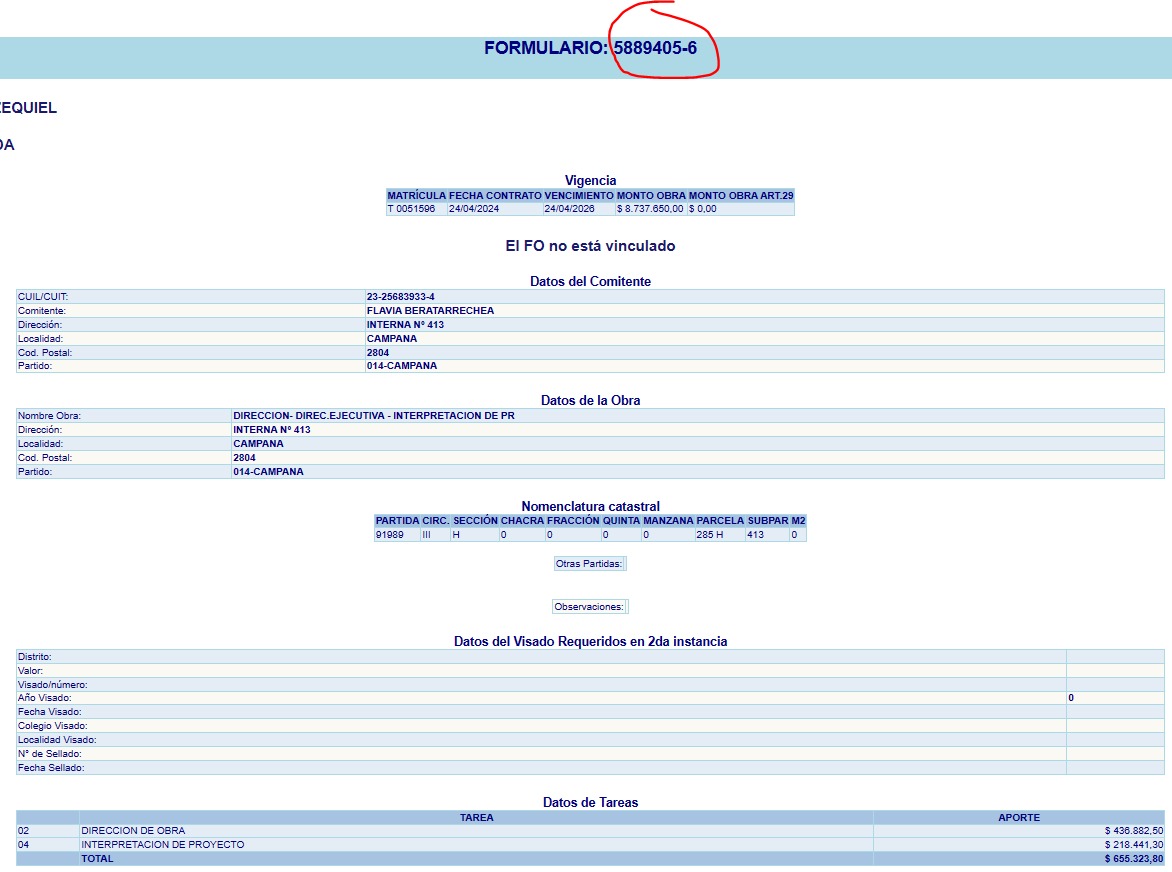 FORMULARIO: 5889405-6
EQUIEL
DA
Vigencia
MATRÍCULA FECHA CONTRATO VENCIMIENTO MONTO OBRA MONTO OBRA ART.29
T 0051596 24/04/2024 24/04/2026 $ 8.737.650,00 $ 0,00
El FO no está vinculado
Datos del Comitente
CUIL/CUIT: 23-25683933-4
Comitente: FLAVIA BERATARRECHEA
Dirección: INTERNA Nº 413
Localidad: CAMPANA
Cod. Postal: 2804
Partido: 014-CAMPANA
Datos de la Obra
Nombre Obra: DIRECCION- DIREC.EJECUTIVA - INTERPRETACION DE PR
Dirección: INTERNA Nº 413
Localidad: CAMPANA
Cod. Postal: 2804
Partido: 014-CAMPANA
Nomenclatura catastral
PARTIDA CIRC. SECCIÓN CHACRA FRACCIÓN QUINTA MANZANA PARCELA SUBPAR M2
91989 III H 0 0 0 0 285 H 413 0
Otras Partidas:
Observaciones:
Datos del Visado Requeridos en 2da instancia
Distrito:
Valor:
Visado/número:
Año Visado: 0
Fecha Visado:
Colegio Visado:
Localidad Visado:
N° de Sellado:
Fecha Sellado:
Datos de Tareas
TAREA APORTE
02 DIRECCION DE OBRA $ 436.882,50
04 INTERPRETACION DE PROYECTO $ 218.441,30
TOTAL $ 655.323,80